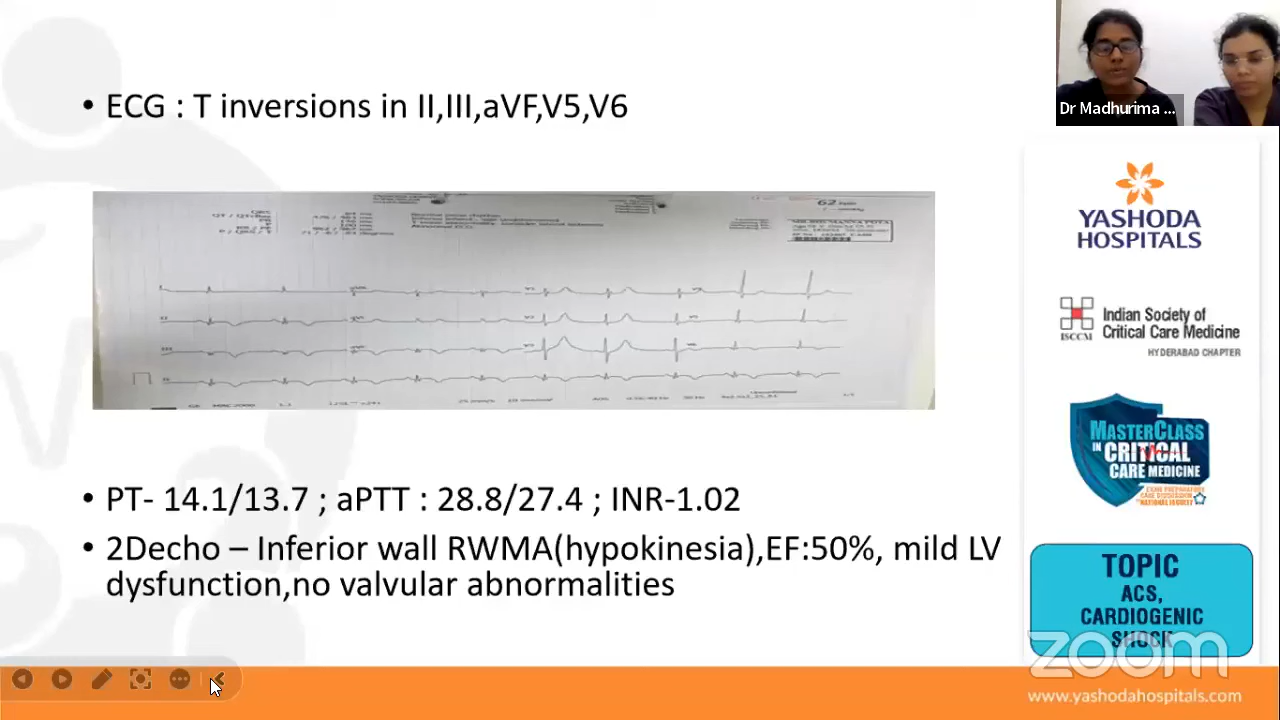 • ECG : T inversions in II,III,aVF,V5,V6
Dr Madhurima ...
YASHODA
HOSPITALS
62
Indian Society of
Critical Care Medicine
ISCCM
HYDERABAD CHAPTER
MASTERCLASS
IN CRITICAL
CARE MEDICINE
• PT- 14.1/13.7 ; aPTT : 28.8/27.4 ; INR-1.02
• 2Decho – Inferior wall RWMA(hypokinesia),EF:50%, mild LV
dysfunction,no valvular abnormalities
TOPIC
ACS,
CARDIOGENIC
SHOCK
zoom
www.yashodahospitals.com